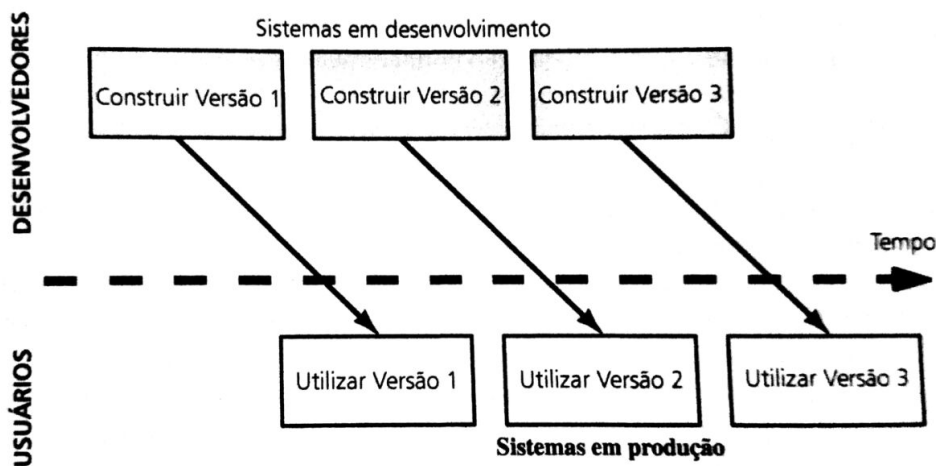 DESENVOLVEDORES
Sistemas em desenvolvimento
Construir Versão 1
Construir Versão 2
Construir Versão 3
Tempo
USUÁRIOS
Utilizar Versão 1
Utilizar Versão 2
Utilizar Versão 3
Sistemas em produção